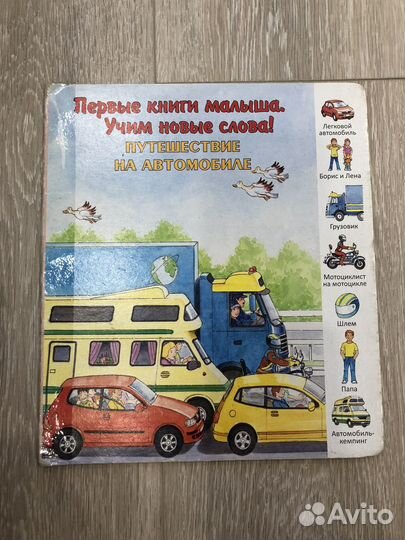 Первые книги малыша.
Учим новые слова!
ПУТЕШЕСТВИЕ
НА АВТОМОБИЛЕ
Легковой
автомобиль
Борис и Лена
Грузовик
Мотоциклист
на мотоцикле
Шлем
Папа
Автомобиль-
кемпинг
Avito